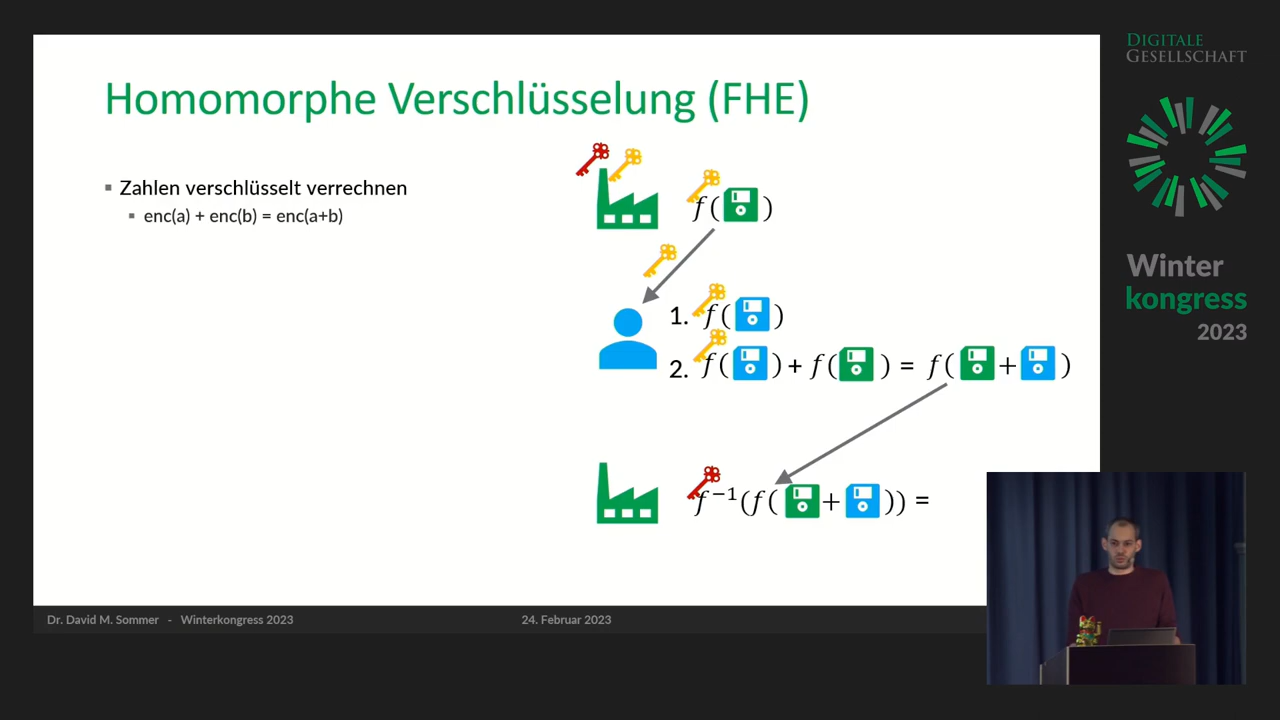 Homomorphe Verschlüsselung (FHE)
▪ Zahlen verschlüsselt verrechnen
▪ enc(a) + enc(b) = enc(a+b)
f( )
1. f( )
2. f( ) + f( ) = f( + )
f⁻¹(f( + )) =
Dr. David M. Sommer - Winterkongress 2023
24. Februar 2023
DIGITALE
GESELLSCHAFT
Winter
kongress
2023